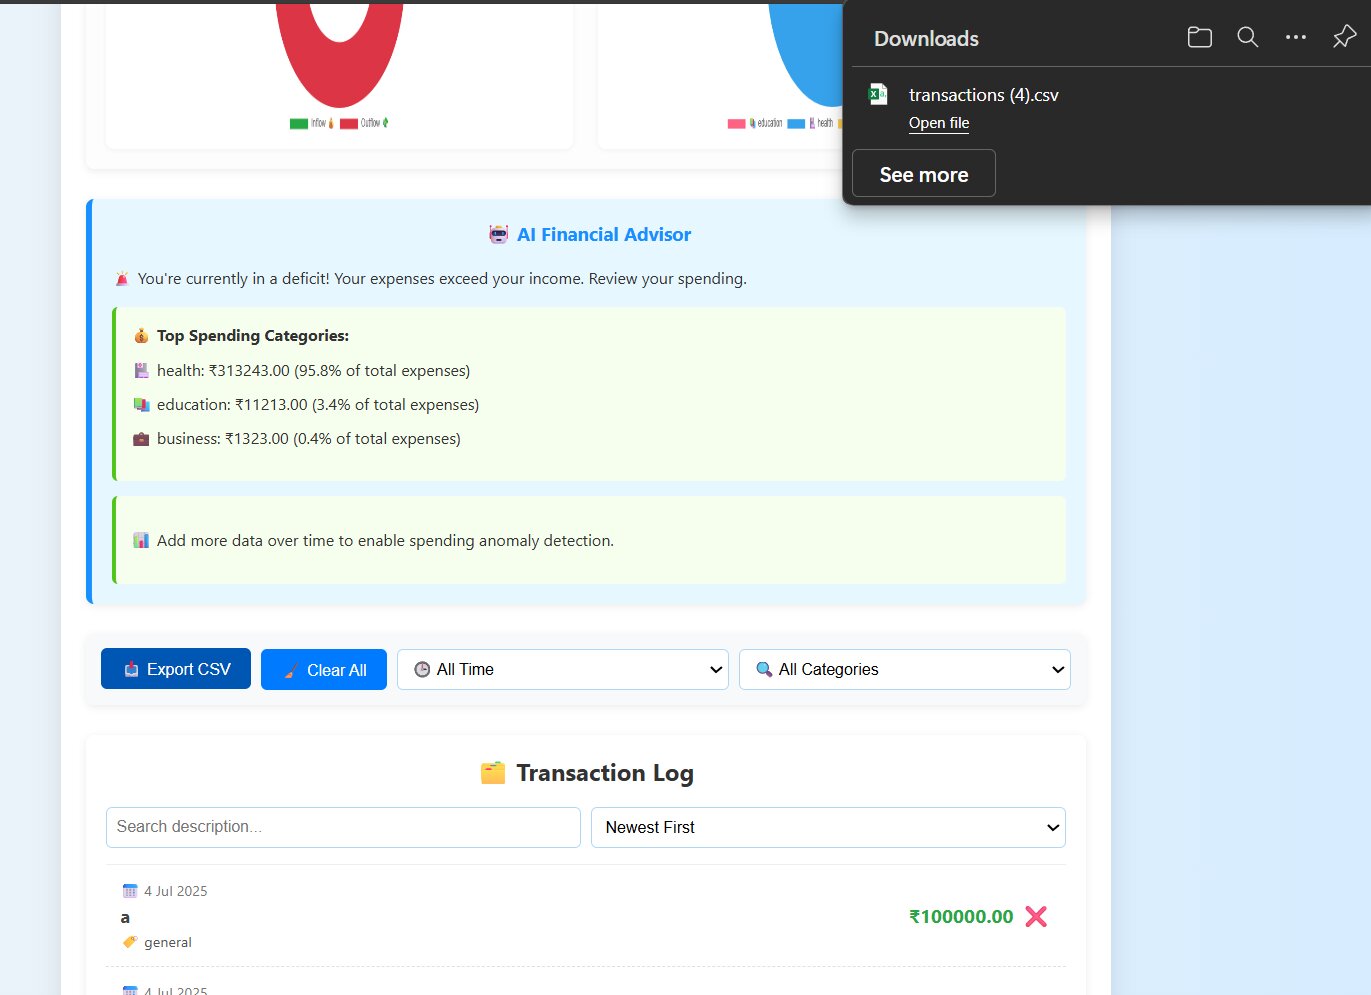 Downloads
transactions (4).csv
Open file
See more
Inflow Outflow
education health
AI Financial Advisor
You're currently in a deficit! Your expenses exceed your income. Review your spending.
Top Spending Categories:
health: ₹313243.00 (95.8% of total expenses)
education: ₹11213.00 (3.4% of total expenses)
business: ₹1323.00 (0.4% of total expenses)
Add more data over time to enable spending anomaly detection.
Export CSV Clear All All Time All Categories
Transaction Log
Search description... Newest First
4 Jul 2025
a ₹100000.00
general
4 Jul 2025